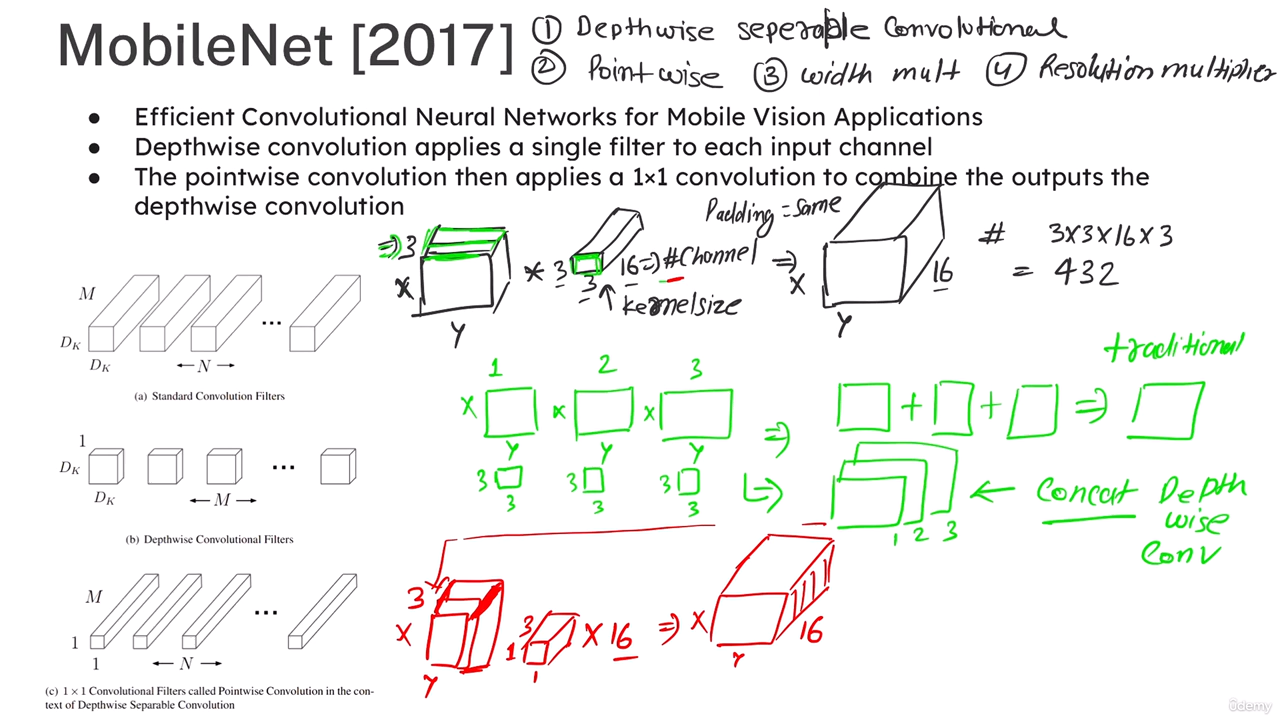 MobileNet [2017]
① Depthwise seperable Convolutional
② Pointwise ③ width mult ④ Resolution multiplier
● Efficient Convolutional Neural Networks for Mobile Vision Applications
● Depthwise convolution applies a single filter to each input channel
● The pointwise convolution then applies a 1×1 convolution to combine the outputs the
depthwise convolution
Padding = same
⇒ 3
X
Y
* 3
3
16 ⇒ #Channel
↑ Kernelsize
⇒
X
Y
16
# 3x3x16x3
= 432
M
D_K
D_K
... 
← N →
(a) Standard Convolution Filters
1 2 3
X x x
Y Y Y
3 3 3
3 3 3
⇒ + + ⇒
traditional
↳⇒
1 2 3
← Concat Depth
wise
Conv
1
D_K
D_K
...
← M →
(b) Depthwise Convolutional Filters
3
X
Y
3
1
1
X 16 ⇒ X
Y
16
M
1
1
...
← N →
(c) 1 × 1 Convolutional Filters called Pointwise Convolution in the con-
text of Depthwise Separable Convolution
ûdemy